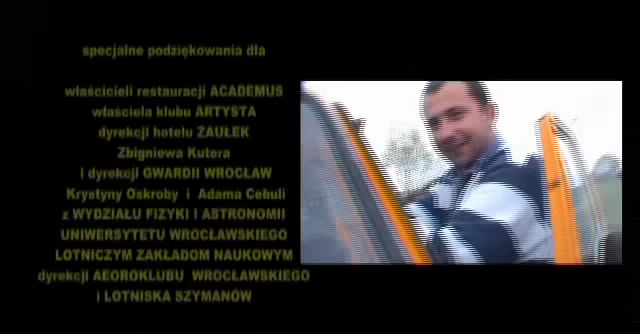 specjalne podziękowania dla
właścicieli restauracji ACADEMUS
właściela klubu ARTYSTA
dyrekcji hotelu ZAUŁEK
Zbigniewa Kutera
i dyrekcji GWARDII WROCŁAW
Krystyny Oskroby i Adama Cebuli
z WYDZIAŁU FIZYKI I ASTRONOMII
UNIWERSYTETU WROCŁAWSKIEGO
LOTNICZYM ZAKŁADOM NAUKOWYM
dyrekcji AEOROKLUBU WROCŁAWSKIEGO
i LOTNISKA SZYMANÓW